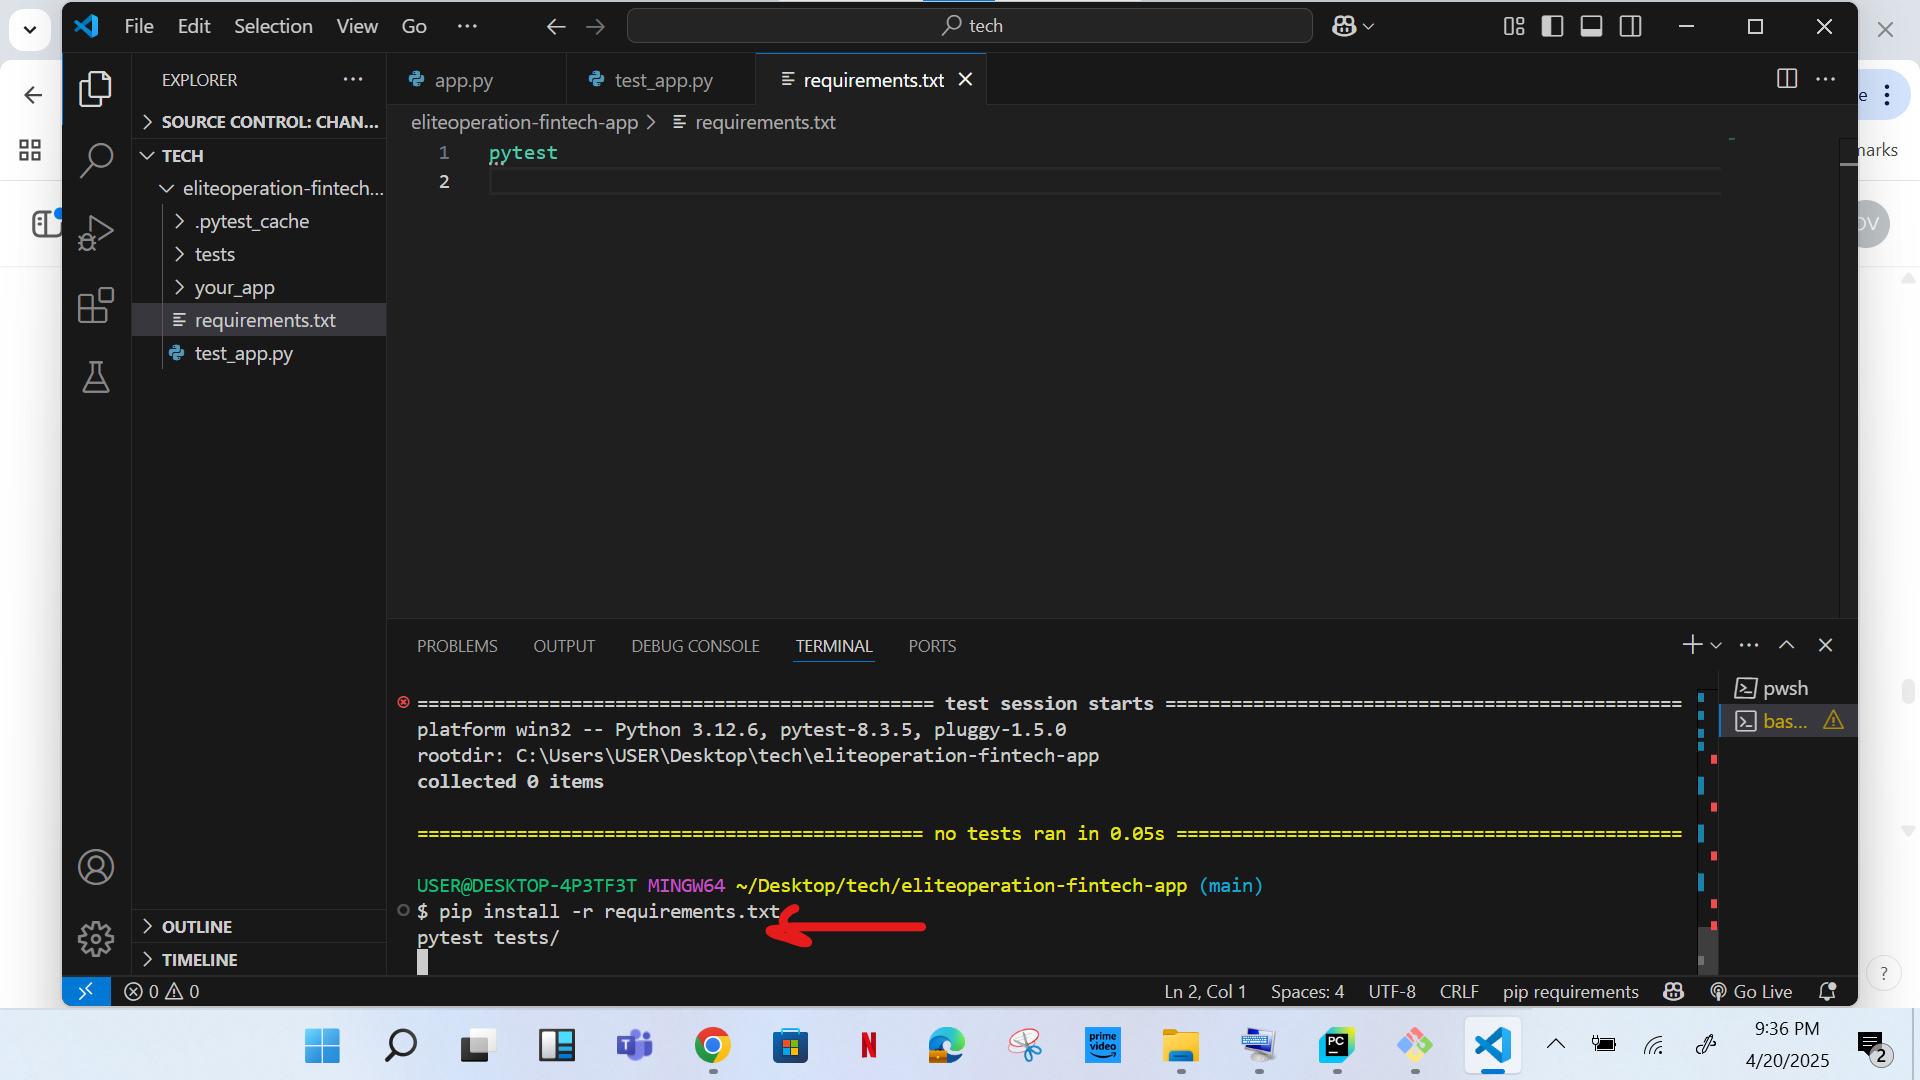 File Edit Selection View Go ··· tech
EXPLORER ···
app.py test_app.py requirements.txt
SOURCE CONTROL: CHAN...
eliteoperation-fintech-app > requirements.txt
TECH
eliteoperation-fintech...
.pytest_cache
tests
your_app
requirements.txt
test_app.py
OUTLINE
TIMELINE
1 pytest
2
PROBLEMS OUTPUT DEBUG CONSOLE TERMINAL PORTS
pwsh
bas...
=============================================== test session starts ===============================================
platform win32 -- Python 3.12.6, pytest-8.3.5, pluggy-1.5.0
rootdir: C:\Users\USER\Desktop\tech\eliteoperation-fintech-app
collected 0 items
============================================== no tests ran in 0.05s ==============================================
USER@DESKTOP-4P3TF3T MINGW64 ~/Desktop/tech/eliteoperation-fintech-app (main)
$ pip install -r requirements.txt
pytest tests/
0 0 Ln 2, Col 1 Spaces: 4 UTF-8 CRLF pip requirements Go Live
e
marks
DV
?
N
prime video
PC
9:36 PM
4/20/2025
2